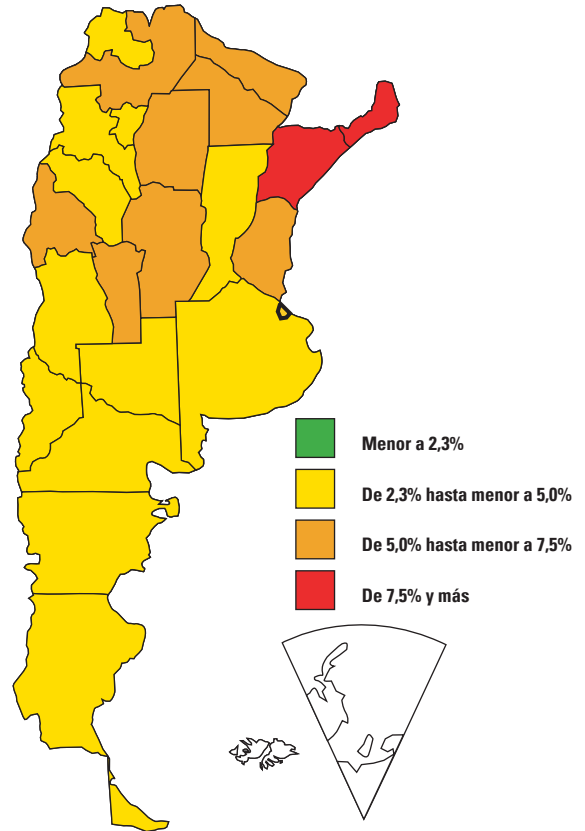 Menor a 2,3%
De 2,3% hasta menor a 5,0%
De 5,0% hasta menor a 7,5%
De 7,5% y más